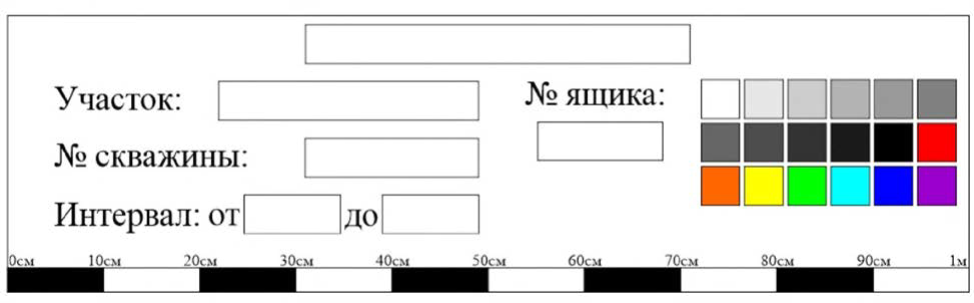 Участок:
№ ящика:
№ скважины:
Интервал: от до
0см 10см 20см 30см 40см 50см 60см 70см 80см 90см 1м